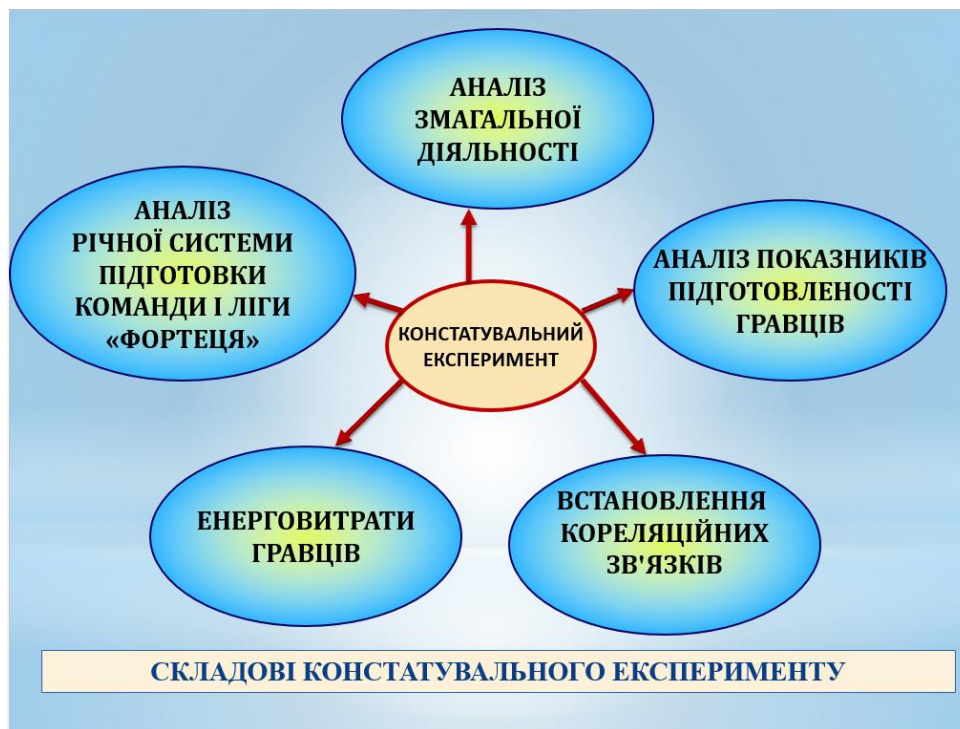 АНАЛІЗ
ЗМАГАЛЬНОЇ
ДІЯЛЬНОСТІ
АНАЛІЗ
РІЧНОЇ СИСТЕМИ
ПІДГОТОВКИ
КОМАНДИ І ЛІГИ
«ФОРТЕЦЯ»
АНАЛІЗ ПОКАЗНИКІВ
ПІДГОТОВЛЕНОСТІ
ГРАВЦІВ
КОНСТАТУВАЛЬНИЙ
ЕКСПЕРИМЕНТ
ЕНЕРГОВИТРАТИ
ГРАВЦІВ
ВСТАНОВЛЕННЯ
КОРЕЛЯЦІЙНИХ
ЗВ'ЯЗКІВ
СКЛАДОВІ КОНСТАТУВАЛЬНОГО ЕКСПЕРИМЕНТУ